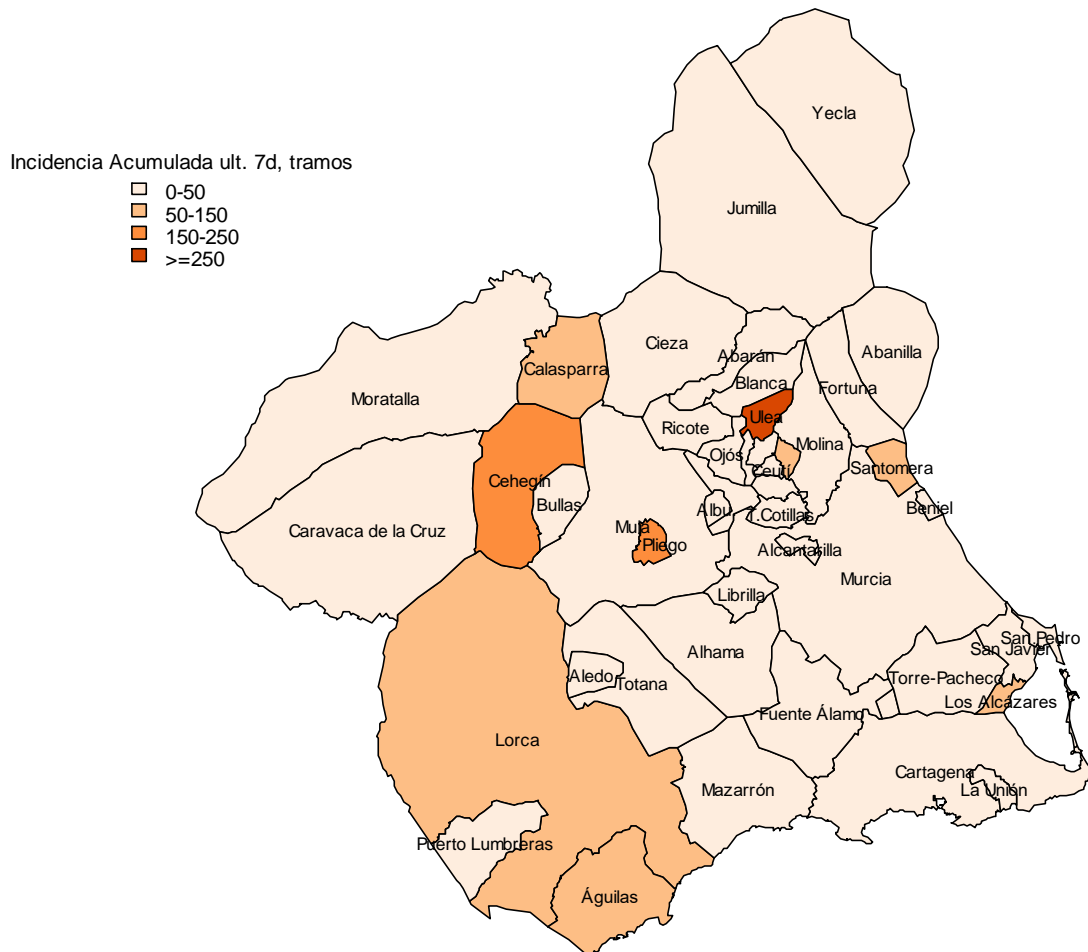 Incidencia Acumulada ult. 7d, tramos
0-50
50-150
150-250
>=250
Yecla
Jumilla
Cieza
Abarán
Abanilla
Calasparra
Blanca
Fortuna
Moratalla
Ulea
Ricote
Molina
Ojós
Santomera
Ceutí
Cehegín
Bullas
Beniel
Albu
T.Cotillas
Caravaca de la Cruz
Mula
Pliego
Alcantarilla
Murcia
Librilla
San Pedro
San Javier
Alhama
Aledo
Totana
Torre-Pacheco
Los Alcázares
Fuente Álamo
Lorca
Cartagena
Mazarrón
La Unión
Puerto Lumbreras
Águilas